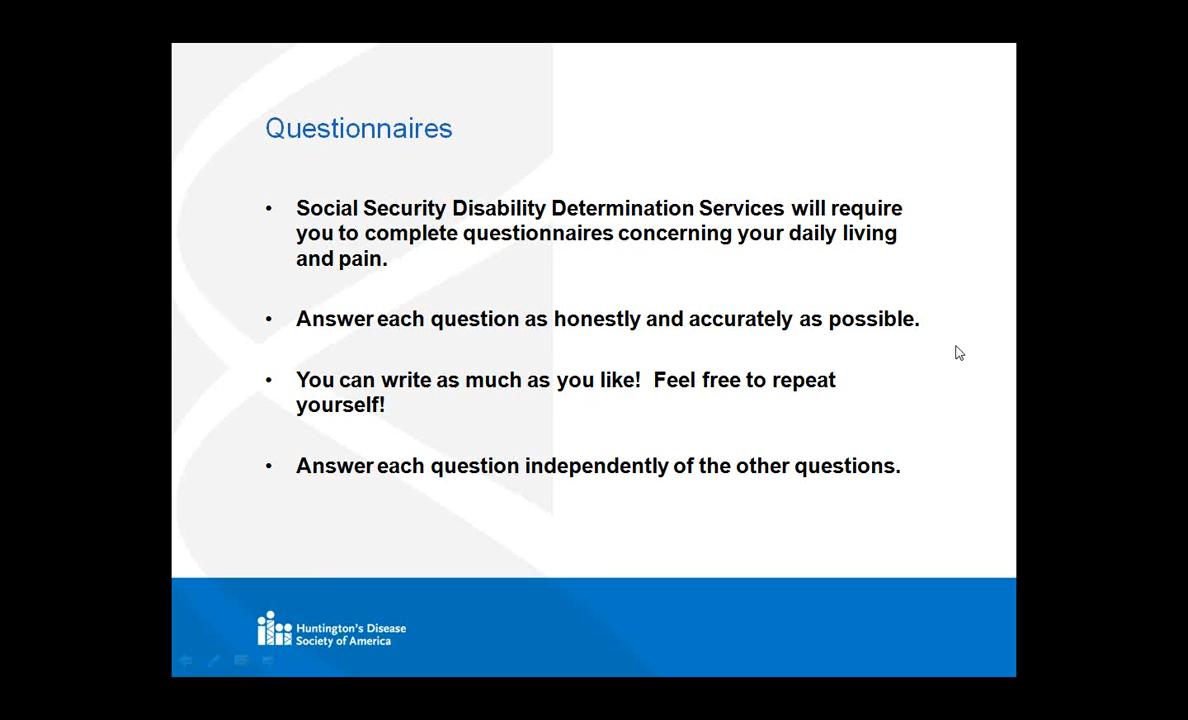 Questionnaires
• Social Security Disability Determination Services will require
you to complete questionnaires concerning your daily living
and pain.
• Answer each question as honestly and accurately as possible.
• You can write as much as you like!  Feel free to repeat
yourself!
• Answer each question independently of the other questions.
Huntington's Disease
Society of America